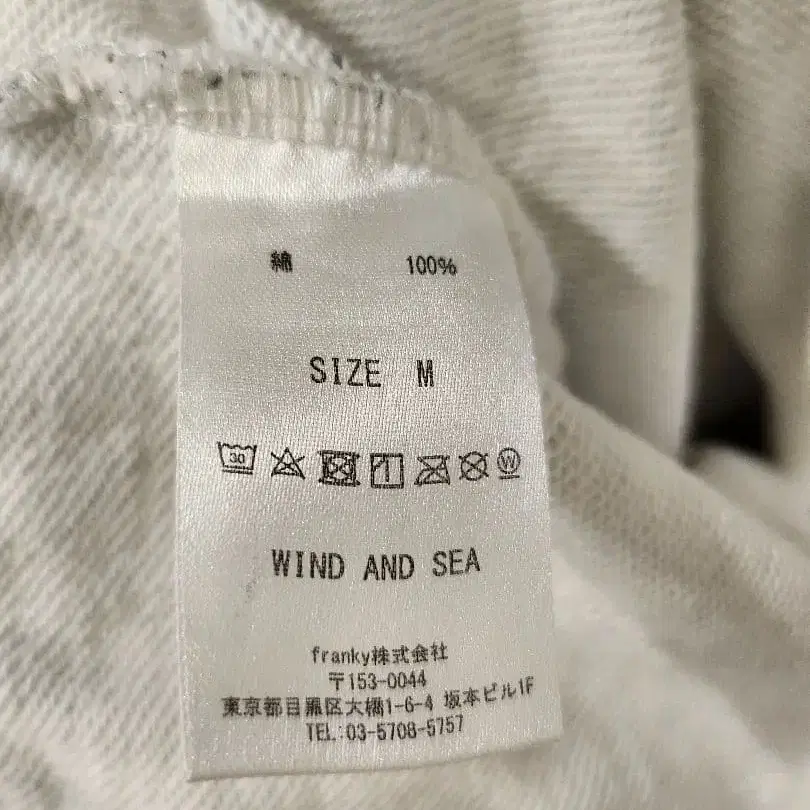 綿 100%
SIZE M
30 W
WIND AND SEA
franky株式会社
〒153-0044
東京都目黒区大橋1-6-4 坂本ビル1F
TEL:03-5708-5757